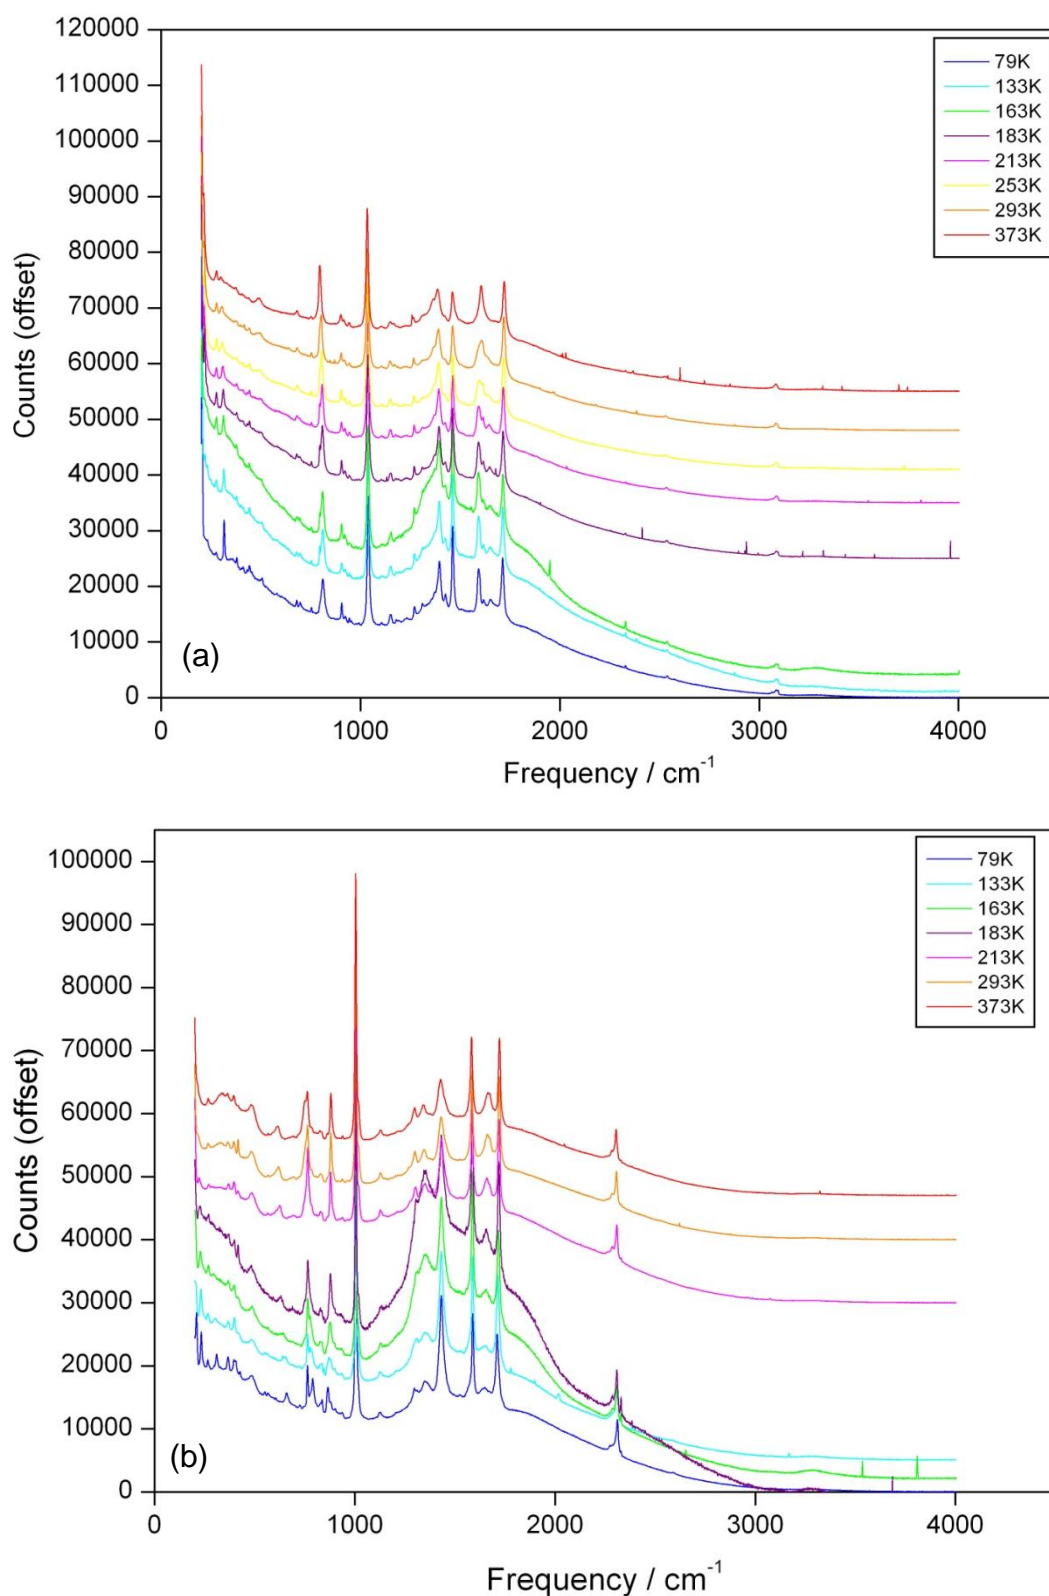 120000
110000
100000
90000
80000
70000
60000
50000
40000
30000
20000
10000
0
Counts (offset)
79K
133K
163K
183K
213K
253K
293K
373K
(a)
0 1000 2000 3000 4000
Frequency / cm⁻¹
100000
90000
80000
70000
60000
50000
40000
30000
20000
10000
0
Counts (offset)
79K
133K
163K
183K
213K
293K
373K
(b)
0 1000 2000 3000 4000
Frequency / cm⁻¹